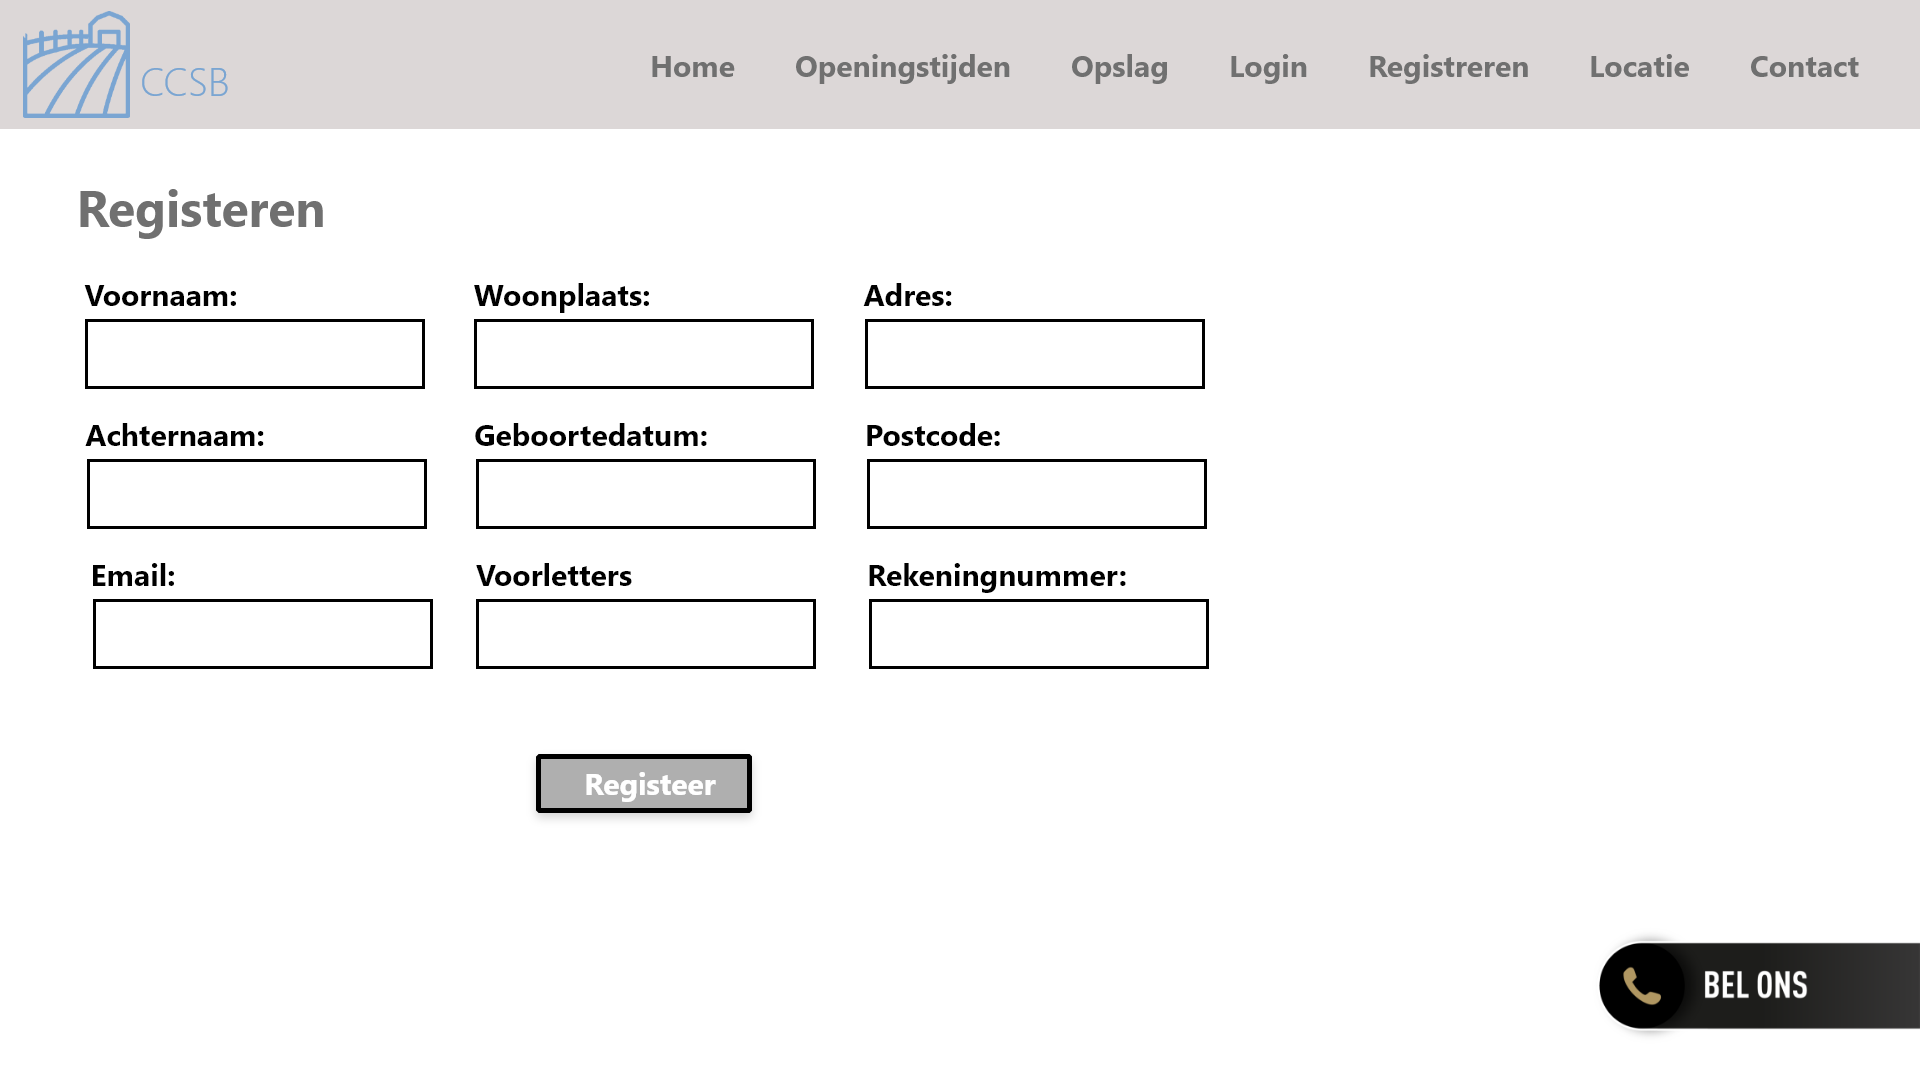 CCSB
Home Openingstijden Opslag Login Registreren Locatie Contact
Registeren
Voornaam: Woonplaats: Adres:
Achternaam: Geboortedatum: Postcode:
Email: Voorletters Rekeningnummer:
Registeer
BEL ONS